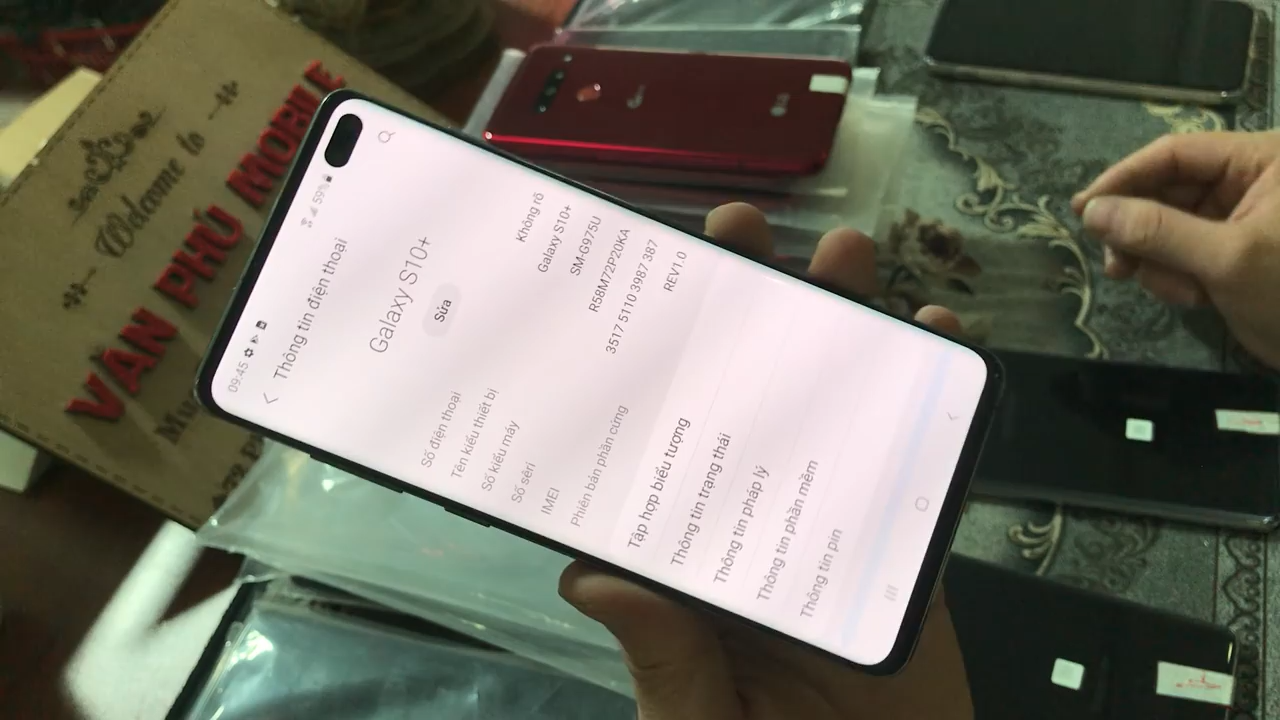 Welcome to
VĂN PHÚ MOBILE
09:45
59%
Thông tin điện thoại
Galaxy S10+
Sửa
Số điện thoại Không rõ
Tên kiểu thiết bị Galaxy S10+
Số kiểu máy SM-G975U
Số sêri R58M72P20KA
IMEI 3517 5110 3987 387
Phiên bản phần cứng REV1.0
Tập hợp biểu tượng
Thông tin trạng thái
Thông tin pháp lý
Thông tin phần mềm
Thông tin pin
LG